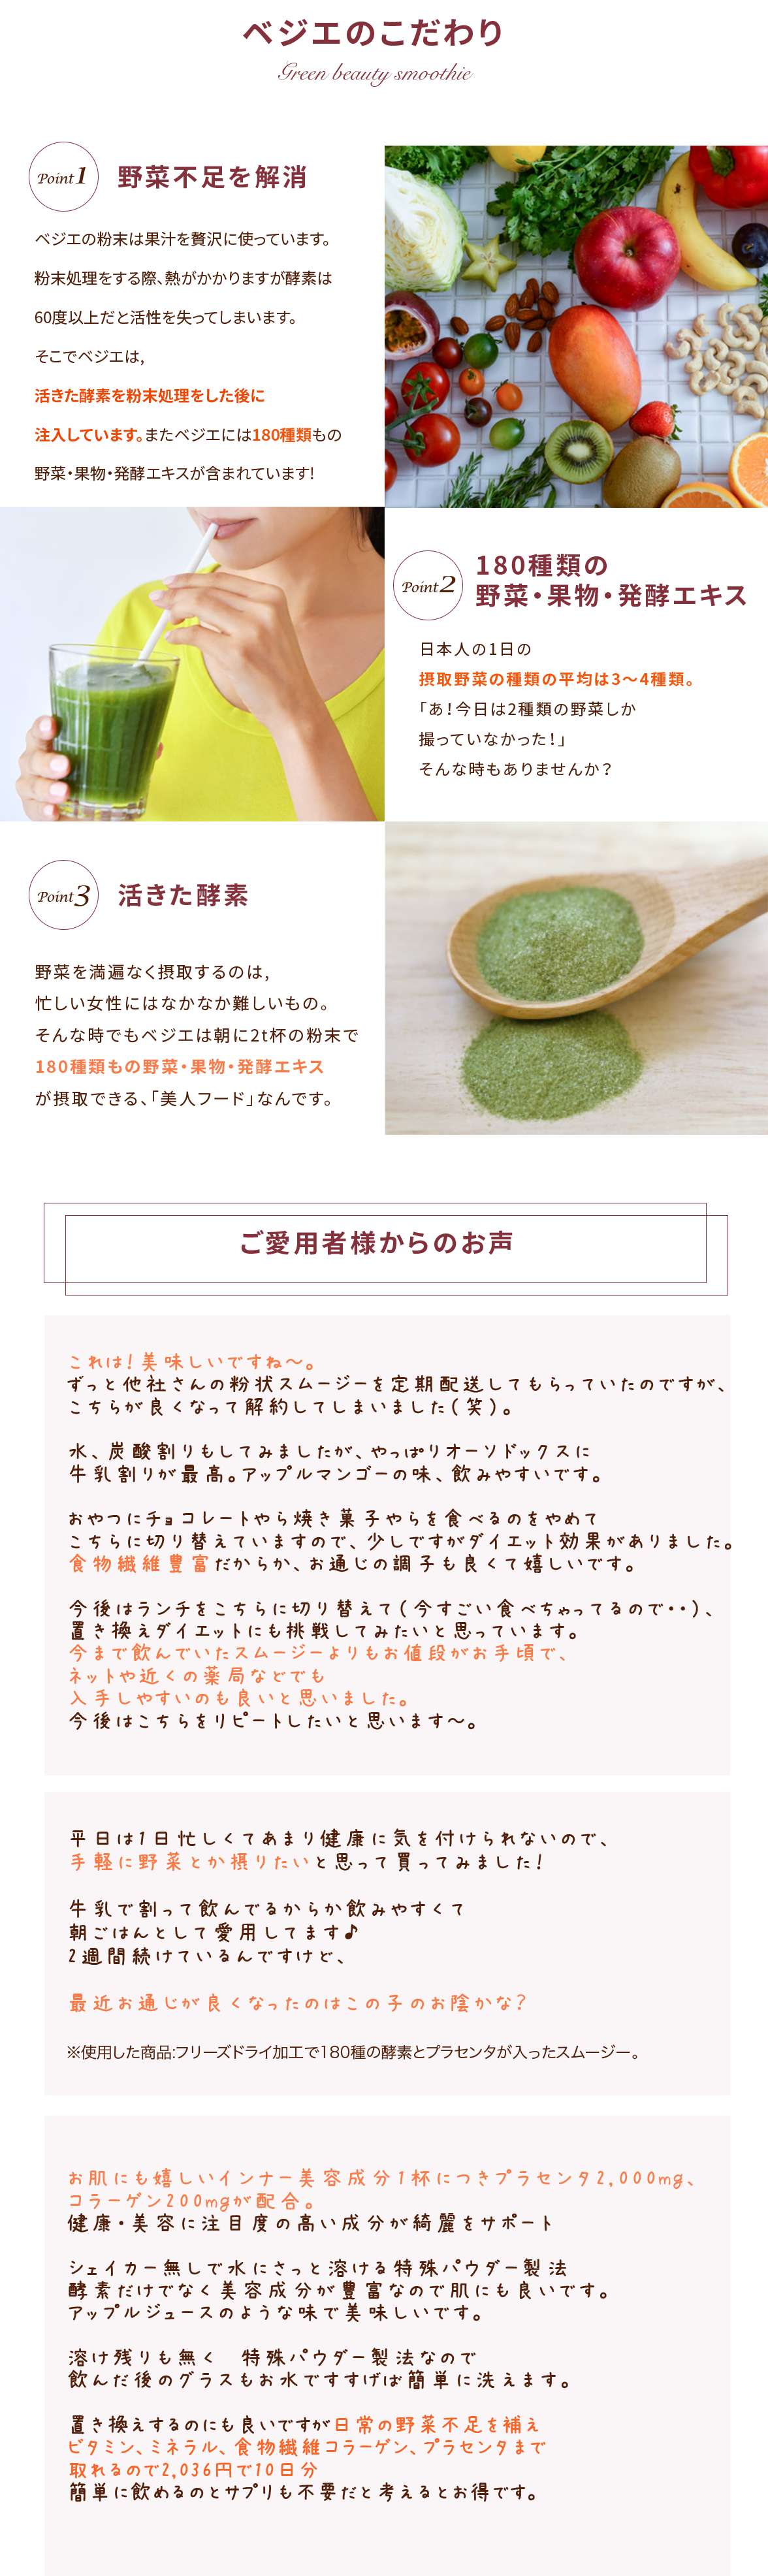 ベジエのこだわり
Green beauty smoothie
Point1
野菜不足を解消
ベジエの粉末は果汁を贅沢に使っています。
粉末処理をする際、熱がかかりますが酵素は
60度以上だと活性を失ってしまいます。
そこでベジエは,
活きた酵素を粉末処理をした後に
注入しています。またベジエには180種類もの
野菜・果物・発酵エキスが含まれています!
Point2
180種類の
野菜・果物・発酵エキス
日本人の1日の
摂取野菜の種類の平均は3〜4種類。
「あ!今日は2種類の野菜しか
撮っていなかった!」
そんな時もありませんか?
Point3
活きた酵素
野菜を満遍なく摂取するのは,
忙しい女性にはなかなか難しいもの。
そんな時でもベジエは朝に2t杯の粉末で
180種類もの野菜・果物・発酵エキス
が摂取できる、「美人フード」なんです。
ご愛用者様からのお声
これは!美味しいですね〜。
ずっと他社さんの粉状スムージーを定期配送してもらっていたのですが、
こちらが良くなって解約してしまいました(笑)。
水、炭酸割りもしてみましたが、やっぱりオーソドックスに
牛乳割りが最高。アップルマンゴーの味、飲みやすいです。
おやつにチョコレートやら焼き菓子やらを食べるのをやめて
こちらに切り替えていますので、少しですがダイエット効果がありました。
食物繊維豊富だからか、お通じの調子も良くて嬉しいです。
今後はランチをこちらに切り替えて(今すごい食べちゃってるので・・)、
置き換えダイエットにも挑戦してみたいと思っています。
今まで飲んでいたスムージーよりもお値段がお手頃で、
ネットや近くの薬局などでも
入手しやすいのも良いと思いました。
今後はこちらをリピートしたいと思います〜。
平日は1日忙しくてあまり健康に気を付けられないので、
手軽に野菜とか摂りたいと思って買ってみました!
牛乳で割って飲んでるからか飲みやすくて
朝ごはんとして愛用してます♪
2週間続けているんですけど、
最近お通じが良くなったのはこの子のお陰かな?
※使用した商品:フリーズドライ加工で180種の酵素とプラセンタが入ったスムージー。
お肌にも嬉しいインナー美容成分1杯につきプラセンタ2,000mg、
コラーゲン200mgが配合。
健康・美容に注目度の高い成分が綺麗をサポート
シェイカー無しで水にさっと溶ける特殊パウダー製法
酵素だけでなく美容成分が豊富なので肌にも良いです。
アップルジュースのような味で美味しいです。
溶け残りも無く　特殊パウダー製法なので
飲んだ後のグラスもお水ですすげば簡単に洗えます。
置き換えするのにも良いですが日常の野菜不足を補え
ビタミン、ミネラル、食物繊維コラーゲン、プラセンタまで
取れるので2,036円で10日分
簡単に飲めるのとサプリも不要だと考えるとお得です。